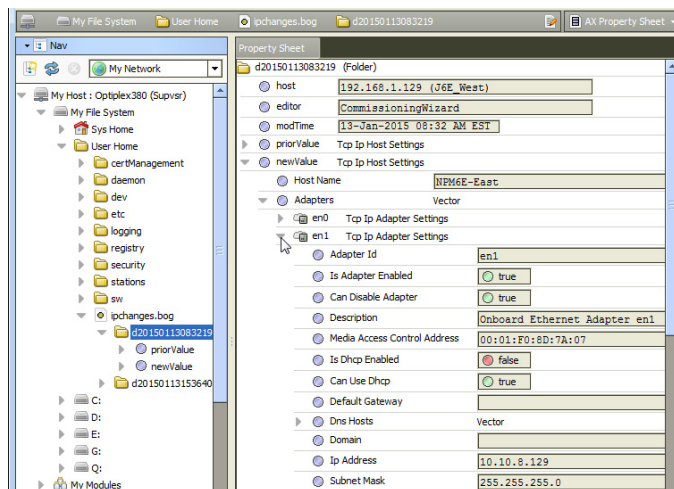 My File System User Home ipchanges.bog d20150113083219 AX Property Sheet
Nav
My Network
My Host : Optiplex380 (Supvsr)
My File System
Sys Home
User Home
certManagement
daemon
dev
etc
logging
registry
security
stations
sw
ipchanges.bog
d20150113083219
priorValue
newValue
d20150113153640
C:
D:
E:
G:
Q:
My Modules
Property Sheet
d20150113083219 (Folder)
host 192.168.1.129 (J6E_West)
editor CommissioningWizard
modTime 13-Jan-2015 08:32 AM EST
priorValue Tcp Ip Host Settings
newValue Tcp Ip Host Settings
Host Name NPM6E-East
Adapters Vector
en0 Tcp Ip Adapter Settings
en1 Tcp Ip Adapter Settings
Adapter Id en1
Is Adapter Enabled true
Can Disable Adapter true
Description Onboard Ethernet Adapter en1
Media Access Control Address 00:01:F0:8D:7A:07
Is Dhcp Enabled false
Can Use Dhcp true
Default Gateway
Dns Hosts Vector
Domain
Ip Address 10.10.8.129
Subnet Mask 255.255.255.0